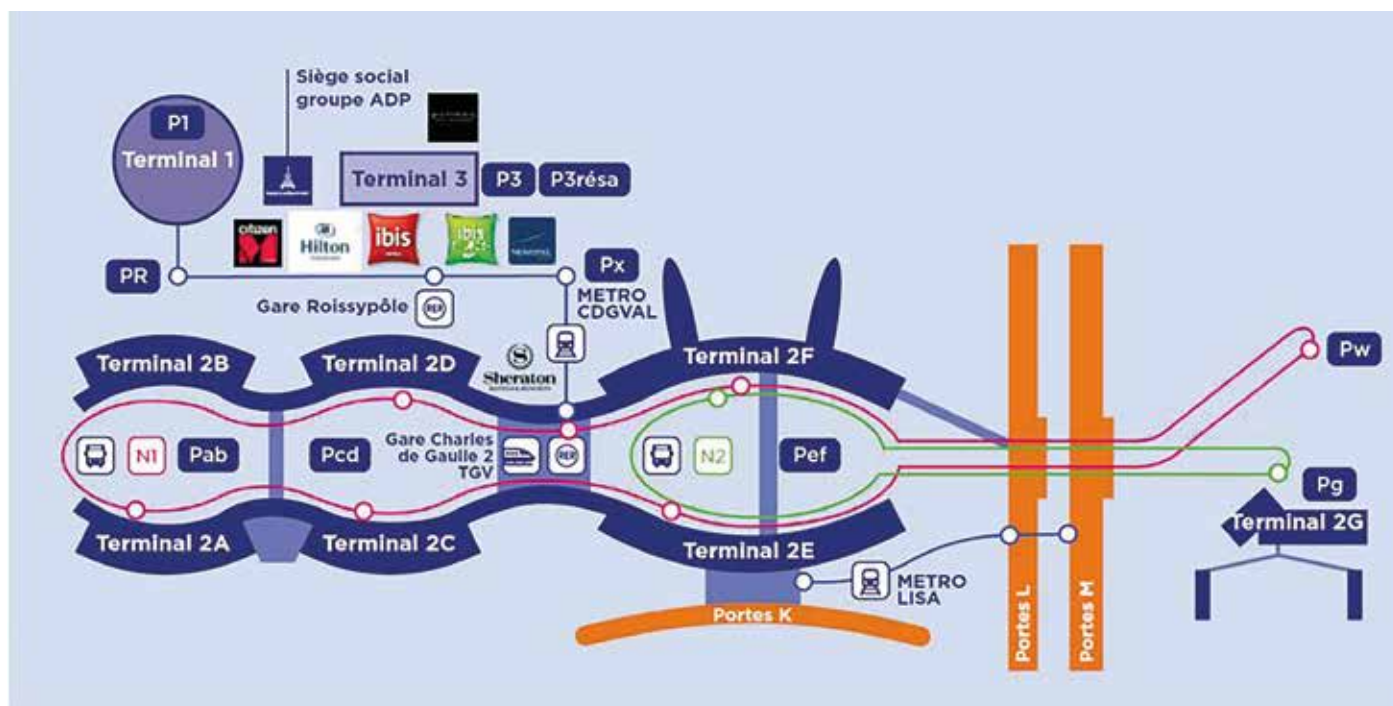 Siège social
groupe ADP
P1
Terminal 1
Terminal 3
P3
P3résa
citizen
M
Hilton
ibis
ibis
NOVOTEL
PR
Px
METRO
CDGVAL
Gare Roissypôle
RER
S
Sheraton
Terminal 2B
Terminal 2D
Terminal 2F
Pw
N1
Pab
Pcd
Gare Charles
de Gaulle 2
TGV
RER
N2
Pef
Pg
Terminal 2G
Terminal 2A
Terminal 2C
Terminal 2E
METRO
LISA
Portes K
Portes L
Portes M